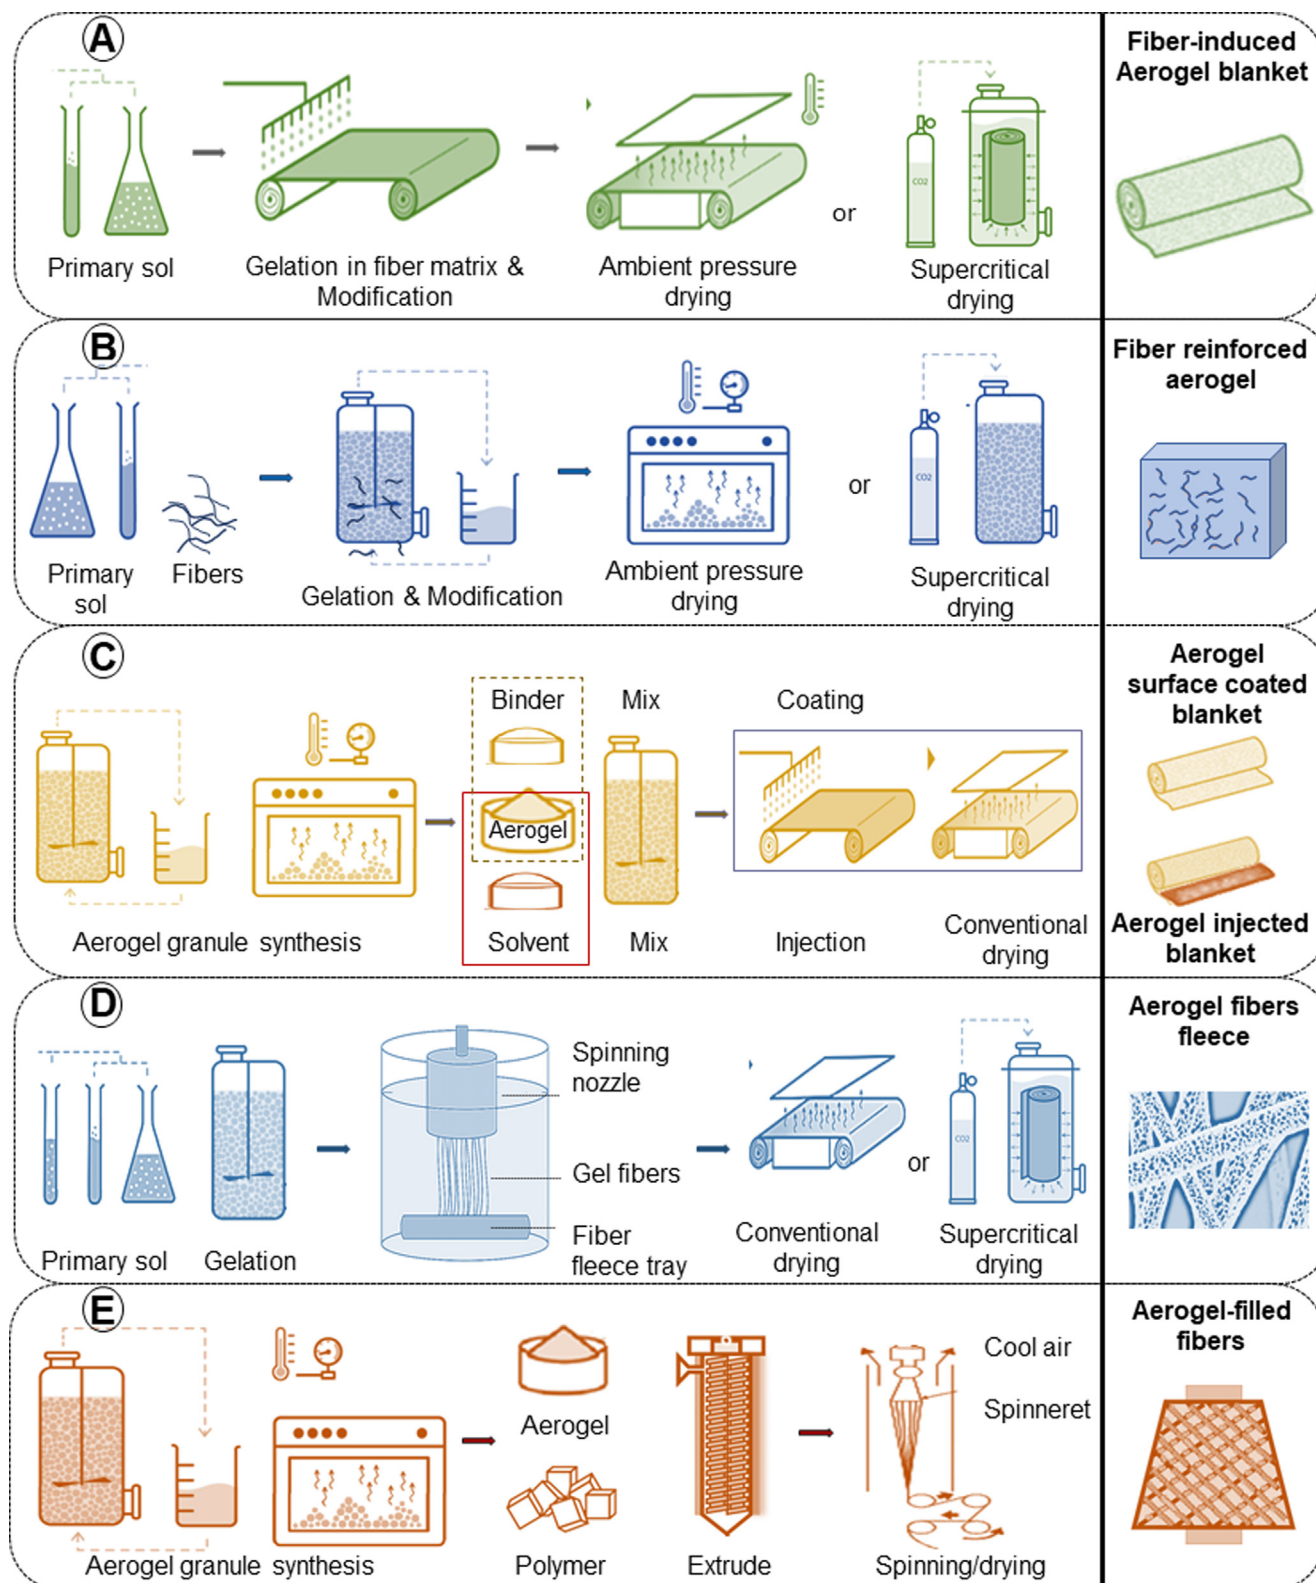 A
Fiber-induced
Aerogel blanket
CO2
or
Primary sol
Gelation in fiber matrix &
Modification
Ambient pressure
drying
Supercritical
drying
B
Fiber reinforced
aerogel
CO2
or
Primary
sol
Fibers
Gelation & Modification
Ambient pressure
drying
Supercritical
drying
C
Aerogel
surface coated
blanket
Binder
Mix
Coating
Aerogel
Aerogel granule synthesis
Solvent
Mix
Injection
Conventional
drying
Aerogel injected
blanket
D
Aerogel fibers
fleece
Spinning
nozzle
Gel fibers
Fiber
fleece tray
CO2
or
Primary sol
Gelation
Conventional
drying
Supercritical
drying
E
Aerogel-filled
fibers
Cool air
Spinneret
Aerogel
Aerogel granule synthesis
Polymer
Extrude
Spinning/drying